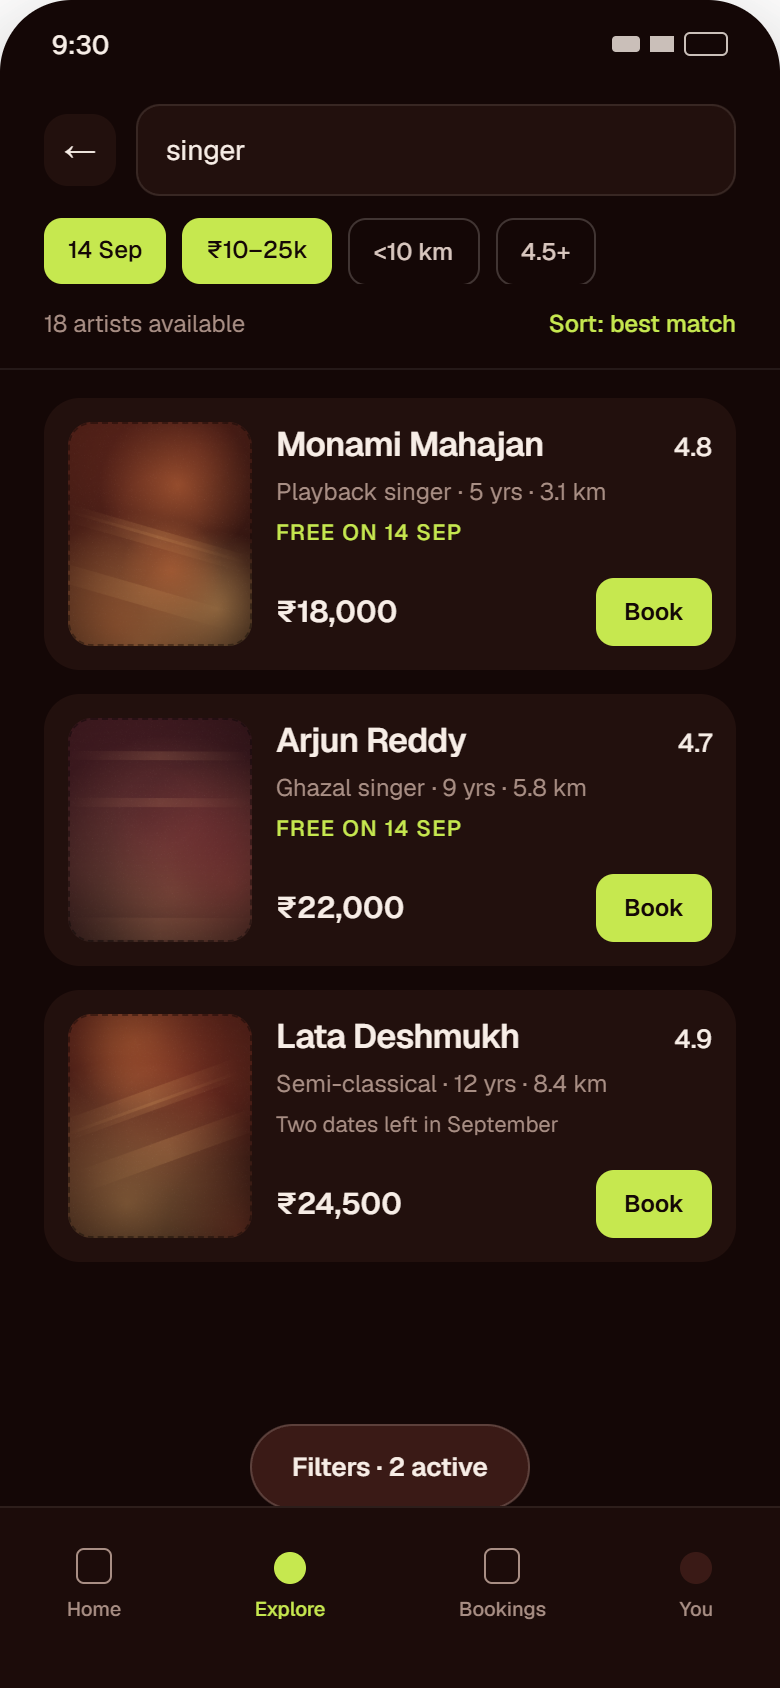 9:30
←
singer
14 Sep ₹10–25k <10 km 4.5+
18 artists available Sort: best match
Monami Mahajan 4.8
Playback singer · 5 yrs · 3.1 km
FREE ON 14 SEP
₹18,000 Book
Arjun Reddy 4.7
Ghazal singer · 9 yrs · 5.8 km
FREE ON 14 SEP
₹22,000 Book
Lata Deshmukh 4.9
Semi-classical · 12 yrs · 8.4 km
Two dates left in September
₹24,500 Book
Filters · 2 active
Home Explore Bookings You